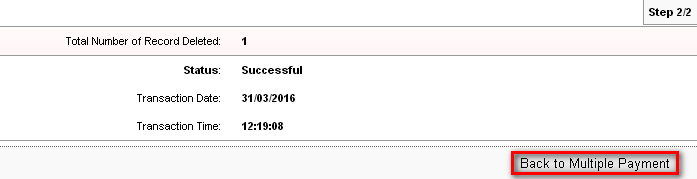 Step 2/2
Total Number of Record Deleted: 1
Status: Successful
Transaction Date: 31/03/2016
Transaction Time: 12:19:08
Back to Multiple Payment